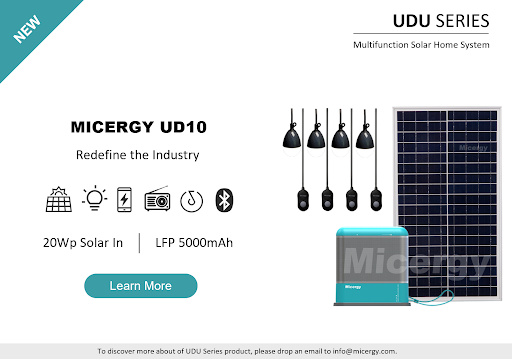 NEW
UDU SERIES
Multifunction Solar Home System
MICERGY UD10
Redefine the Industry
20Wp Solar In | LFP 5000mAh
Learn More
Micergy
Micergy
Micergy
To discover more about of UDU Series product, please drop an email to info@micergy.com.